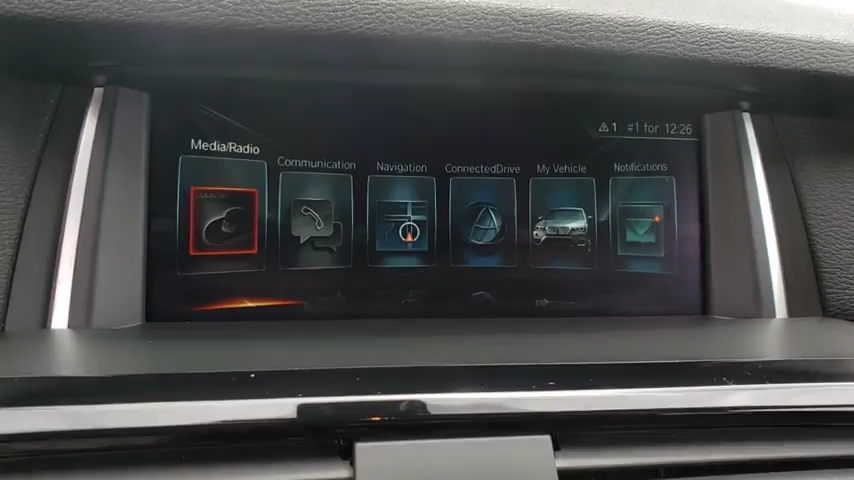 1 #1 for 12:26
Media/Radio
Communication
Navigation
ConnectedDrive
My Vehicle
Notifications